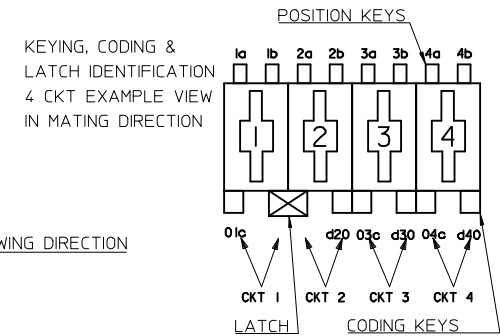 POSITION KEYS
KEYING, CODING &
LATCH IDENTIFICATION
4 CKT EXAMPLE VIEW
IN MATING DIRECTION
1a 1b 2a 2b 3a 3b 4a 4b
1 2 3 4
01c d20 03c d30 04c d40
WING DIRECTION
CKT 1 CKT 2 CKT 3 CKT 4
LATCH CODING KEYS